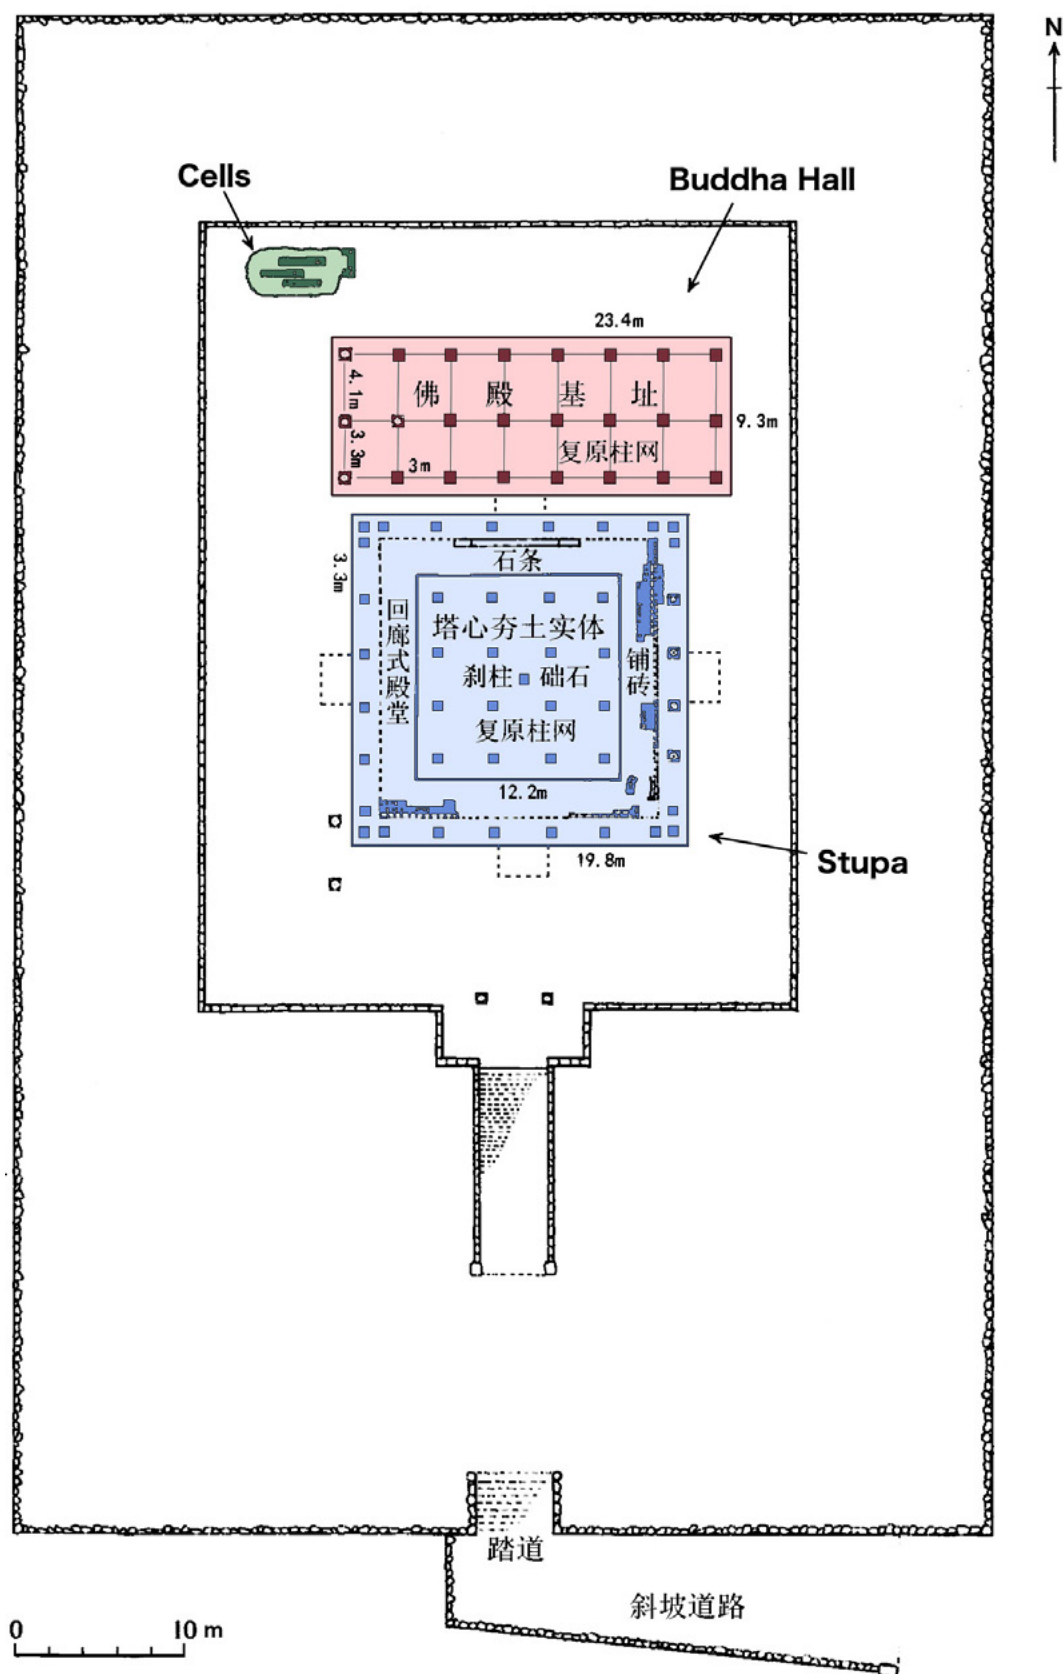 N
Cells
Buddha Hall
23.4m
4.1m
佛殿基址
9.3m
3.3m
3m
复原柱网
3.3m
石条
回廊式殿堂
塔心夯土实体
铺砖
刹柱 础石
复原柱网
12.2m
19.8m
Stupa
踏道
斜坡道路
0 10 m